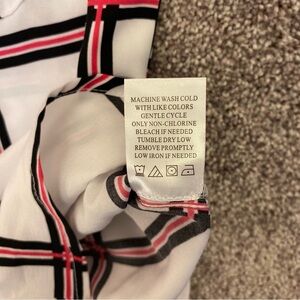 MACHINE WASH COLD
WITH LIKE COLORS
GENTLE CYCLE
ONLY NON-CHLORINE
BLEACH IF NEEDED
TUMBLE DRY LOW
REMOVE PROMPTLY
LOW IRON IF NEEDED